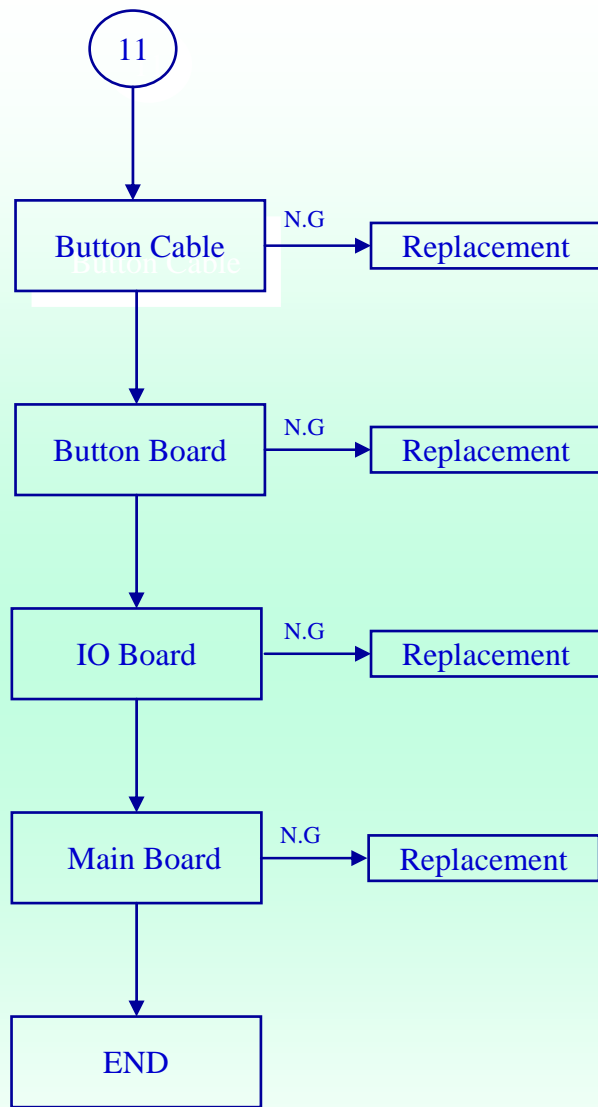 11
Button Cable
N.G
Replacement
Button Board
N.G
Replacement
IO Board
N.G
Replacement
Main Board
N.G
Replacement
END